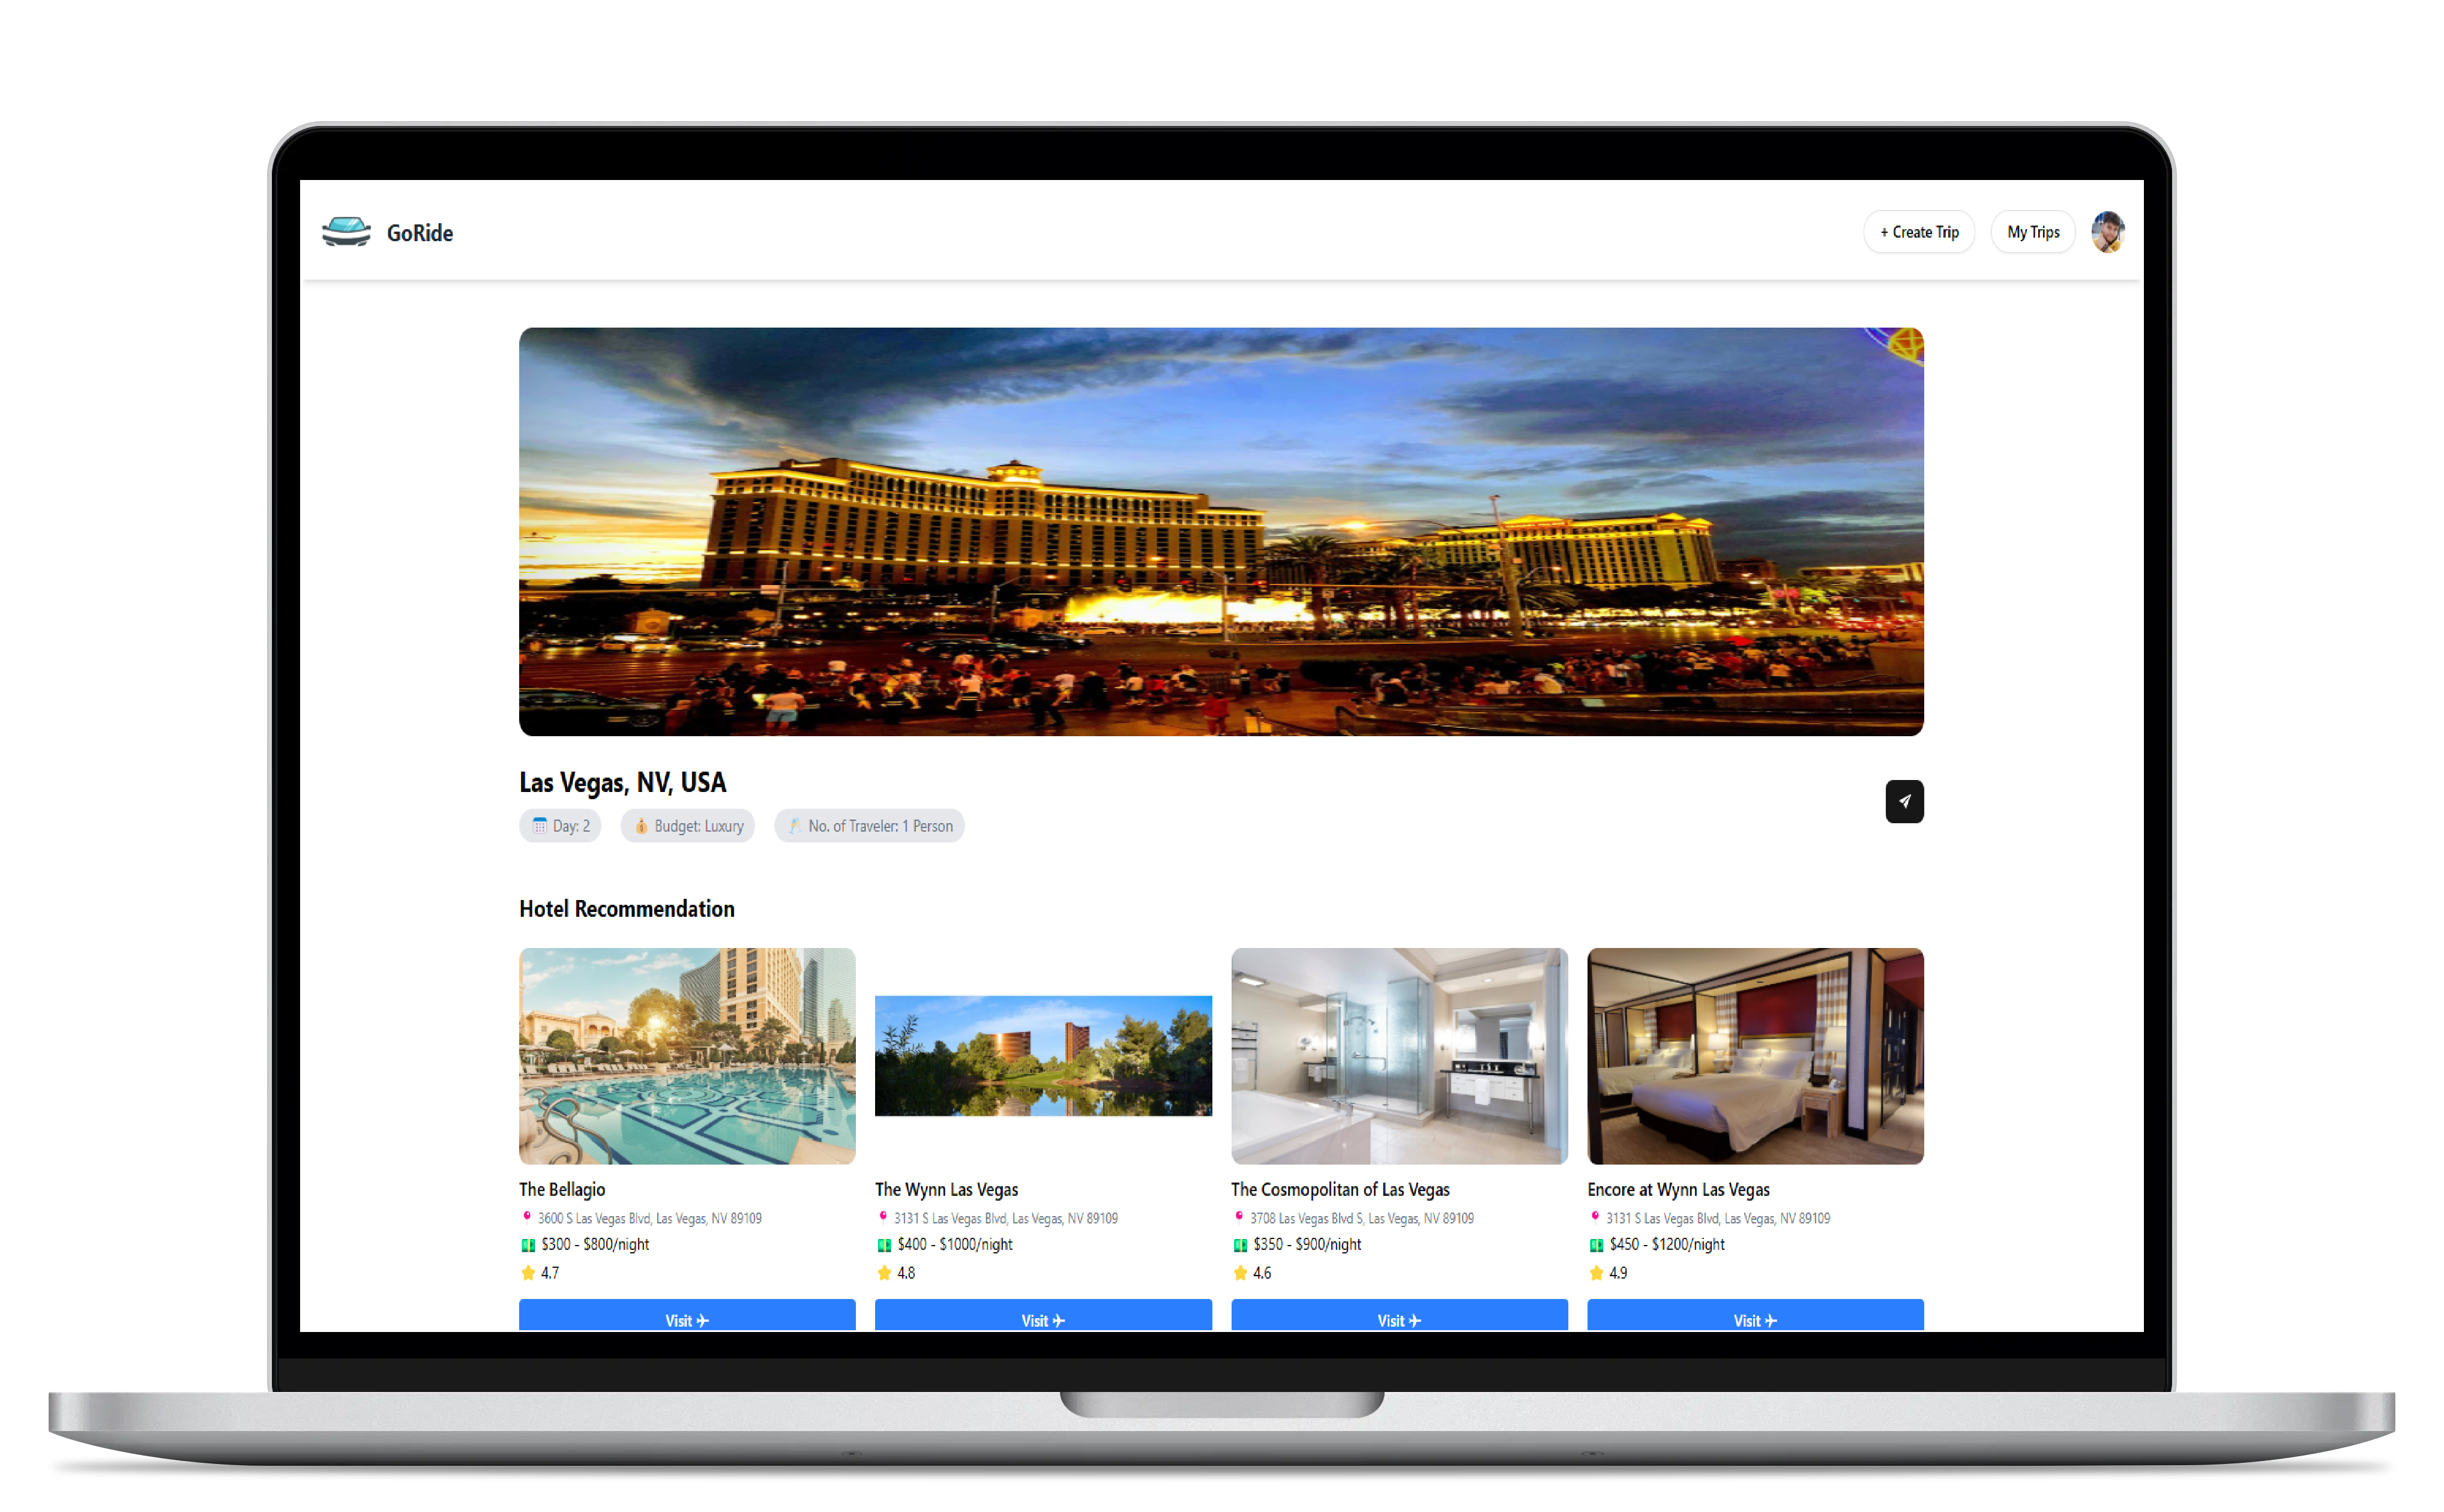 GoRide
+ Create Trip
My Trips
Las Vegas, NV, USA
Day: 2
Budget: Luxury
No. of Traveler: 1 Person
Hotel Recommendation
The Bellagio
3600 S Las Vegas Blvd, Las Vegas, NV 89109
$300 - $800/night
4.7
Visit
The Wynn Las Vegas
3131 S Las Vegas Blvd, Las Vegas, NV 89109
$400 - $1000/night
4.8
Visit
The Cosmopolitan of Las Vegas
3708 Las Vegas Blvd S, Las Vegas, NV 89109
$350 - $900/night
4.6
Visit
Encore at Wynn Las Vegas
3131 S Las Vegas Blvd, Las Vegas, NV 89109
$450 - $1200/night
4.9
Visit